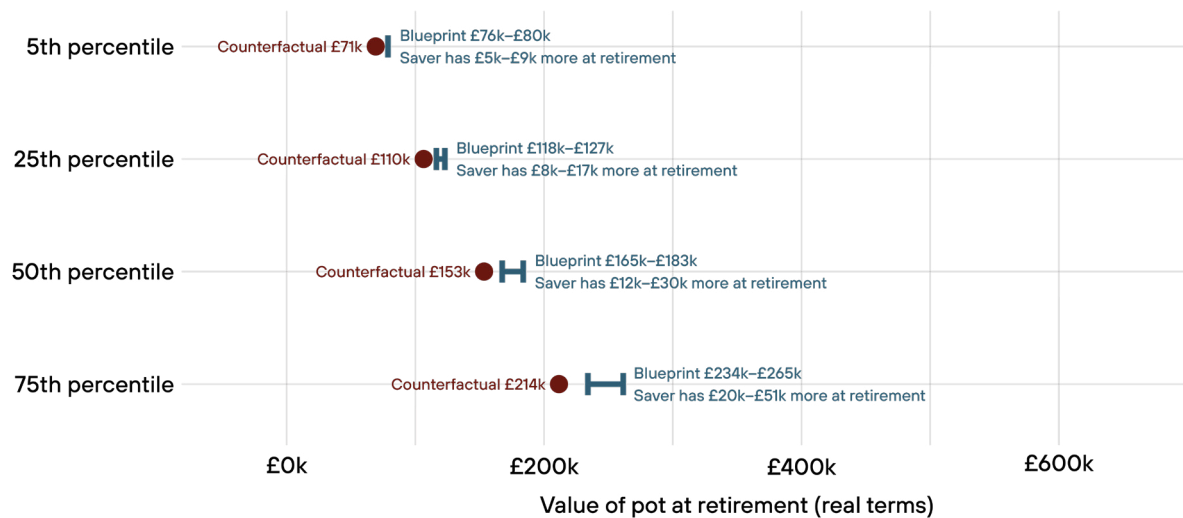 5th percentile
Counterfactual £71k
Blueprint £76k–£80k
Saver has £5k–£9k more at retirement
25th percentile
Counterfactual £110k
Blueprint £118k–£127k
Saver has £8k–£17k more at retirement
50th percentile
Counterfactual £153k
Blueprint £165k–£183k
Saver has £12k–£30k more at retirement
75th percentile
Counterfactual £214k
Blueprint £234k–£265k
Saver has £20k–£51k more at retirement
£0k
£200k
£400k
£600k
Value of pot at retirement (real terms)